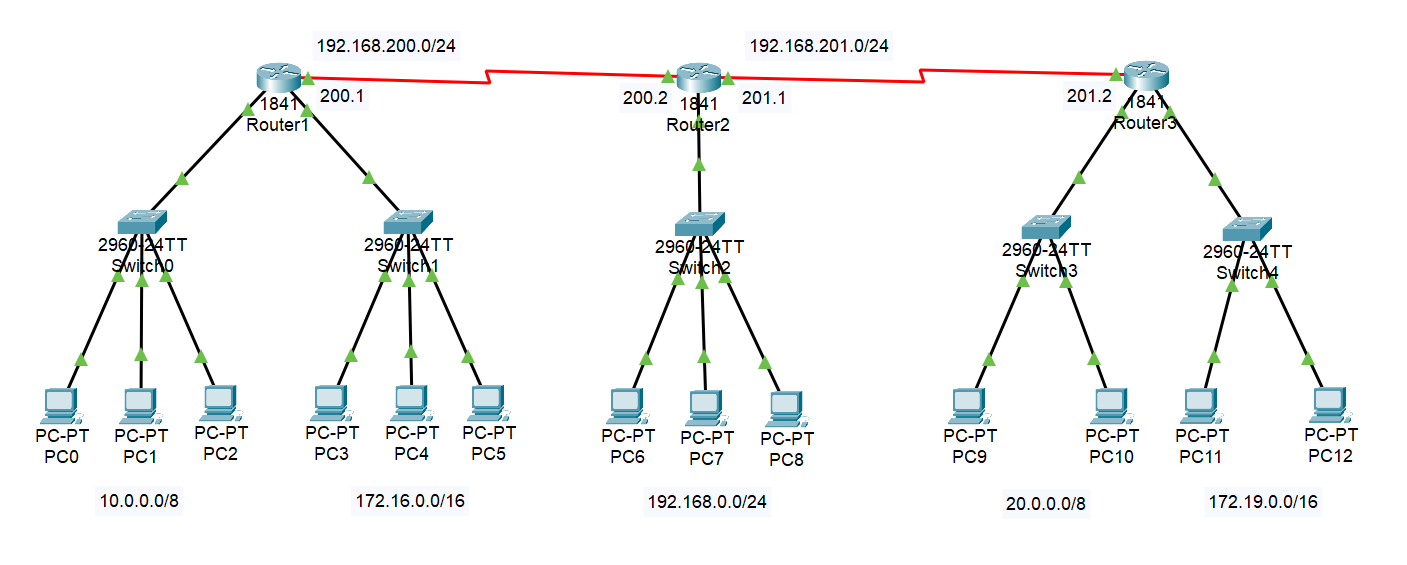 192.168.200.0/24
192.168.201.0/24
200.1
200.2
201.1
201.2
1841
Router1
1841
Router2
1841
Router3
2960-24TT
Switch0
2960-24TT
Switch1
2960-24TT
Switch2
2960-24TT
Switch3
2960-24TT
Switch4
PC-PT
PC0
PC-PT
PC1
PC-PT
PC2
PC-PT
PC3
PC-PT
PC4
PC-PT
PC5
PC-PT
PC6
PC-PT
PC7
PC-PT
PC8
PC-PT
PC9
PC-PT
PC10
PC-PT
PC11
PC-PT
PC12
10.0.0.0/8
172.16.0.0/16
192.168.0.0/24
20.0.0.0/8
172.19.0.0/16